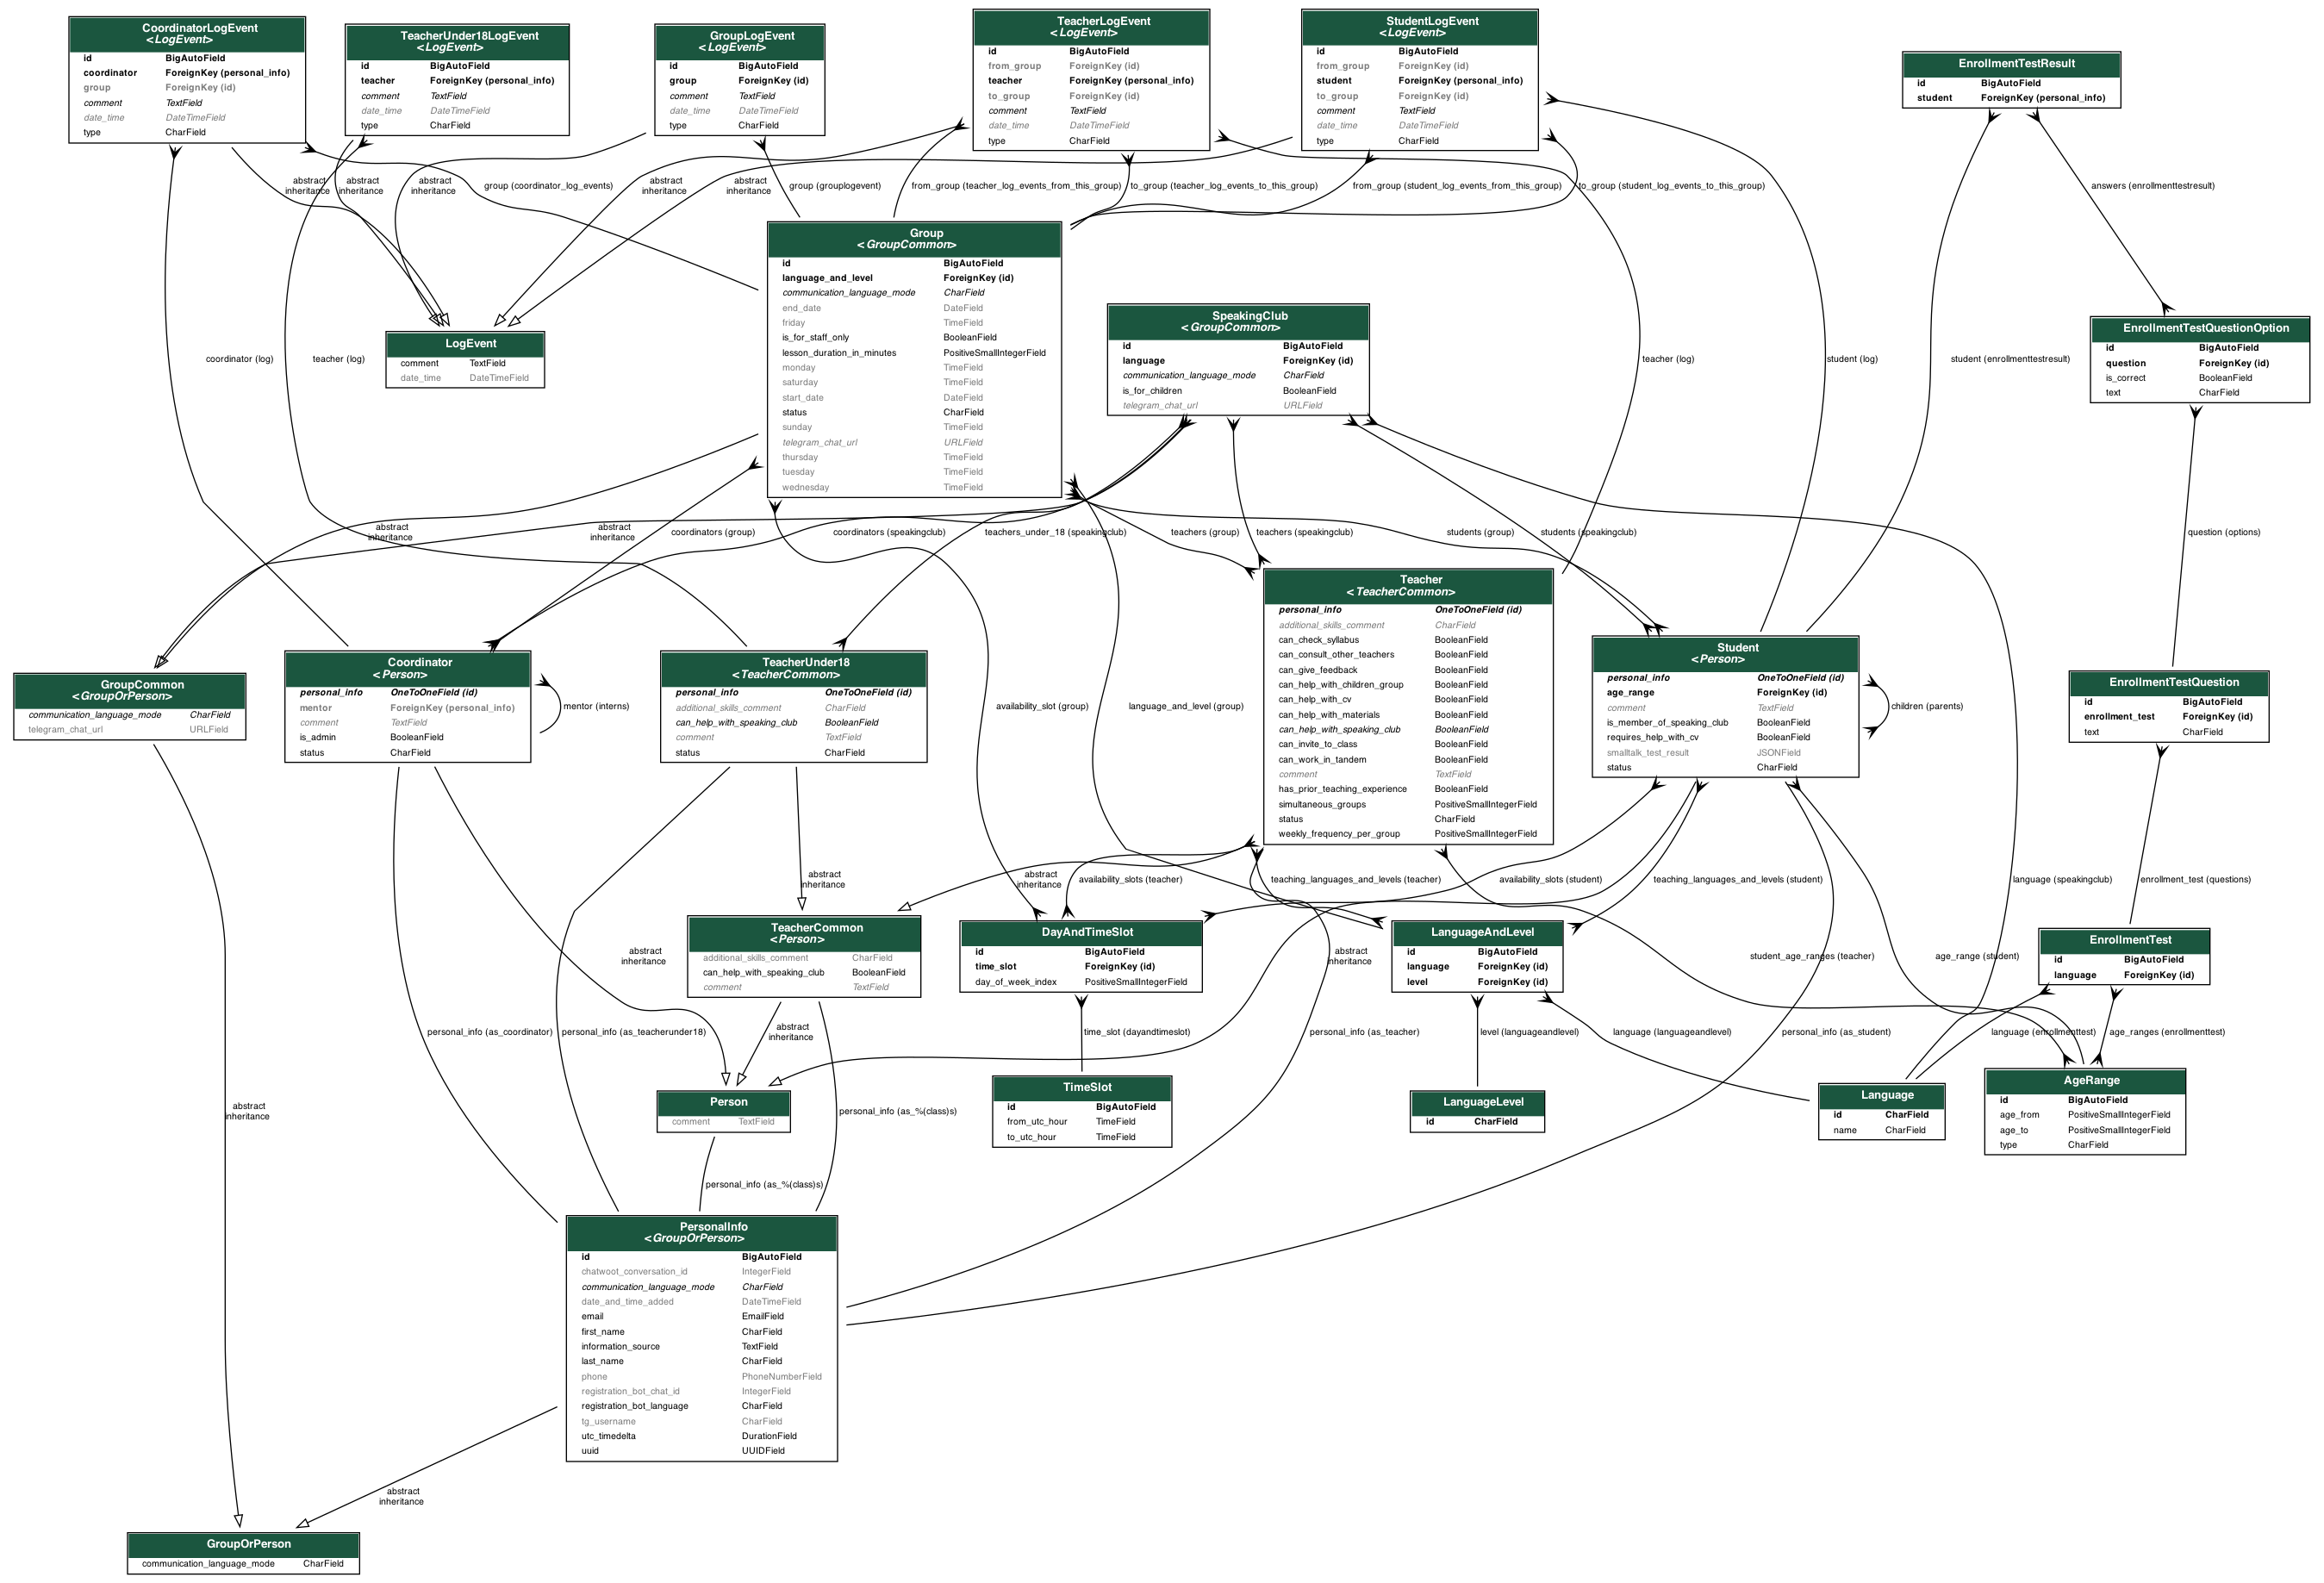 CoordinatorLogEvent
<LogEvent>
id BigAutoField
coordinator ForeignKey (personal_info)
group ForeignKey (id)
comment TextField
date_time DateTimeField
type CharField
TeacherUnder18LogEvent
<LogEvent>
id BigAutoField
teacher ForeignKey (personal_info)
comment TextField
date_time DateTimeField
type CharField
GroupLogEvent
<LogEvent>
id BigAutoField
group ForeignKey (id)
comment TextField
date_time DateTimeField
type CharField
TeacherLogEvent
<LogEvent>
id BigAutoField
from_group ForeignKey (id)
teacher ForeignKey (personal_info)
to_group ForeignKey (id)
comment TextField
date_time DateTimeField
type CharField
StudentLogEvent
<LogEvent>
id BigAutoField
from_group ForeignKey (id)
student ForeignKey (personal_info)
to_group ForeignKey (id)
comment TextField
date_time DateTimeField
type CharField
EnrollmentTestResult
id BigAutoField
student ForeignKey (personal_info)
abstract
inheritance
abstract
inheritance
abstract
inheritance
group (coordinator_log_events)
abstract
inheritance
abstract
inheritance
group (grouplogevent)
from_group (teacher_log_events_from_this_group)
to_group (teacher_log_events_to_this_group)
from_group (student_log_events_from_this_group)
to_group (student_log_events_to_this_group)
answers (enrollmenttestresult)
Group
<GroupCommon>
id BigAutoField
language_and_level ForeignKey (id)
communication_language_mode CharField
end_date DateField
friday TimeField
is_for_staff_only BooleanField
lesson_duration_in_minutes PositiveSmallIntegerField
monday TimeField
saturday TimeField
start_date DateField
status CharField
sunday TimeField
telegram_chat_url URLField
thursday TimeField
tuesday TimeField
wednesday TimeField
LogEvent
comment TextField
date_time DateTimeField
SpeakingClub
<GroupCommon>
id BigAutoField
language ForeignKey (id)
communication_language_mode CharField
is_for_children BooleanField
telegram_chat_url URLField
EnrollmentTestQuestionOption
id BigAutoField
question ForeignKey (id)
is_correct BooleanField
text CharField
coordinator (log)
teacher (log)
teacher (log)
student (log)
student (enrollmenttestresult)
abstract
inheritance
abstract
inheritance
coordinators (group)
coordinators (speakingclub)
teachers_under_18 (speakingclub)
teachers (group)
teachers (speakingclub)
students (group)
students (speakingclub)
question (options)
Teacher
<TeacherCommon>
personal_info OneToOneField (id)
additional_skills_comment CharField
can_check_syllabus BooleanField
can_consult_other_teachers BooleanField
can_give_feedback BooleanField
can_help_with_children_group BooleanField
can_help_with_cv BooleanField
can_help_with_materials BooleanField
can_help_with_speaking_club BooleanField
can_invite_to_class BooleanField
can_work_in_tandem BooleanField
comment TextField
has_prior_teaching_experience BooleanField
simultaneous_groups PositiveSmallIntegerField
status CharField
weekly_frequency_per_group PositiveSmallIntegerField
Student
<Person>
personal_info OneToOneField (id)
age_range ForeignKey (id)
comment TextField
is_member_of_speaking_club BooleanField
requires_help_with_cv BooleanField
smalltalk_test_result JSONField
status CharField
children (parents)
GroupCommon
<GroupOrPerson>
communication_language_mode CharField
telegram_chat_url URLField
Coordinator
<Person>
personal_info OneToOneField (id)
mentor ForeignKey (personal_info)
comment TextField
is_admin BooleanField
status CharField
mentor (interns)
TeacherUnder18
<TeacherCommon>
personal_info OneToOneField (id)
additional_skills_comment CharField
can_help_with_speaking_club BooleanField
comment TextField
status CharField
availability_slot (group)
language_and_level (group)
EnrollmentTestQuestion
id BigAutoField
enrollment_test ForeignKey (id)
text CharField
abstract
inheritance
abstract
inheritance
availability_slots (teacher)
teaching_languages_and_levels (teacher)
availability_slots (student)
teaching_languages_and_levels (student)
language (speakingclub)
enrollment_test (questions)
TeacherCommon
<Person>
additional_skills_comment CharField
can_help_with_speaking_club BooleanField
comment TextField
DayAndTimeSlot
id BigAutoField
time_slot ForeignKey (id)
day_of_week_index PositiveSmallIntegerField
LanguageAndLevel
id BigAutoField
language ForeignKey (id)
level ForeignKey (id)
EnrollmentTest
id BigAutoField
language ForeignKey (id)
abstract
inheritance
abstract
inheritance
student_age_ranges (teacher)
age_range (student)
personal_info (as_coordinator)
personal_info (as_teacherunder18)
abstract
inheritance
time_slot (dayandtimeslot)
personal_info (as_teacher)
level (languageandlevel)
language (languageandlevel)
personal_info (as_student)
language (enrollmenttest)
age_ranges (enrollmenttest)
Person
comment TextField
TimeSlot
id BigAutoField
from_utc_hour TimeField
to_utc_hour TimeField
LanguageLevel
id CharField
Language
id CharField
name CharField
AgeRange
id BigAutoField
age_from PositiveSmallIntegerField
age_to PositiveSmallIntegerField
type CharField
abstract
inheritance
personal_info (as_%(class)s)
personal_info (as_%(class)s)
PersonalInfo
<GroupOrPerson>
id BigAutoField
chatwoot_conversation_id IntegerField
communication_language_mode CharField
date_and_time_added DateTimeField
email EmailField
first_name CharField
information_source TextField
last_name CharField
phone PhoneNumberField
registration_bot_chat_id IntegerField
registration_bot_language CharField
tg_username CharField
utc_timedelta DurationField
uuid UUIDField
abstract
inheritance
GroupOrPerson
communication_language_mode CharField